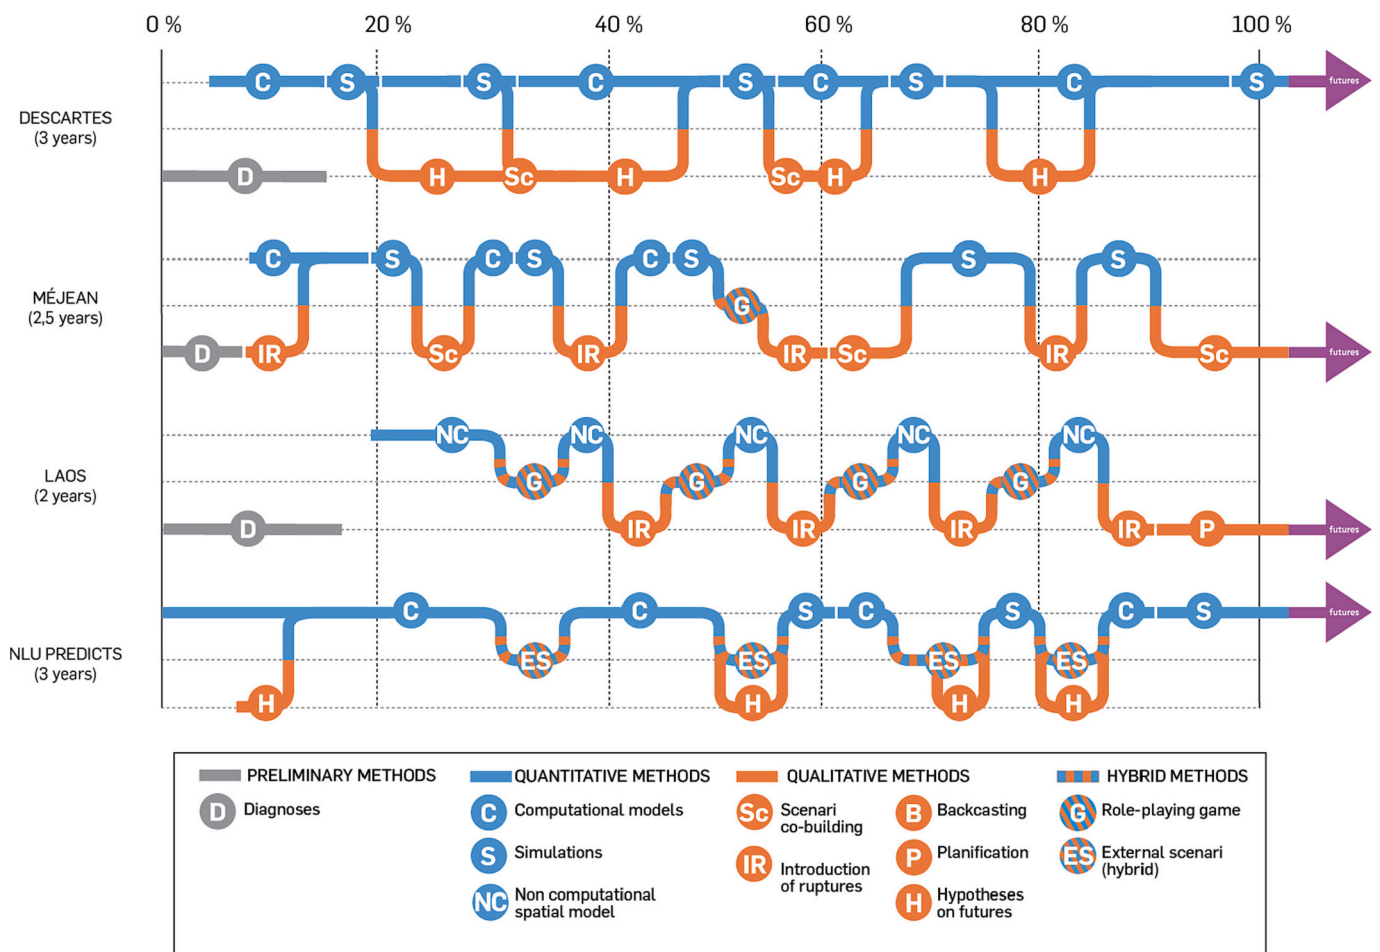 0 % 20 % 40 % 60 % 80 % 100 %
C S S C S C S C S futures
DESCARTES
(3 years)
D H Sc H Sc H H
C S C S C S S S
MÉJEAN
(2,5 years)
G
D IR Sc IR IR Sc IR Sc futures
NC NC NC NC NC
LAOS
(2 years)
G G G G
D IR IR IR IR P futures
C C S C S C S futures
NLU PREDICTS
(3 years)
ES ES ES ES
H H H H
PRELIMINARY METHODS QUANTITATIVE METHODS QUALITATIVE METHODS HYBRID METHODS
D Diagnoses
C Computational models
S Simulations
NC Non computational
spatial model
Sc Scenari
co-building
IR Introduction
of ruptures
B Backcasting
P Planification
H Hypotheses
on futures
G Role-playing game
ES External scenari
(hybrid)